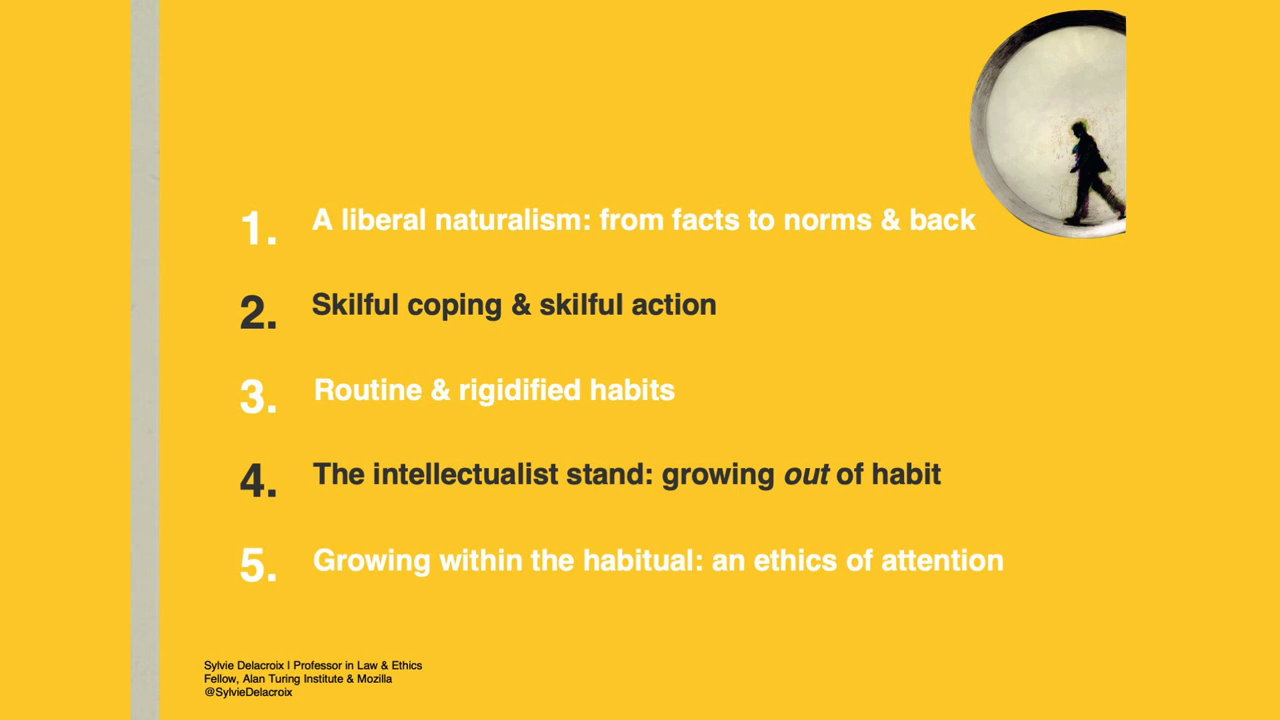 1. A liberal naturalism: from facts to norms & back
2. Skilful coping & skilful action
3. Routine & rigidified habits
4. The intellectualist stand: growing out of habit
5. Growing within the habitual: an ethics of attention
Sylvie Delacroix I Professor in Law & Ethics
Fellow, Alan Turing Institute & Mozilla
@SylvieDelacroix